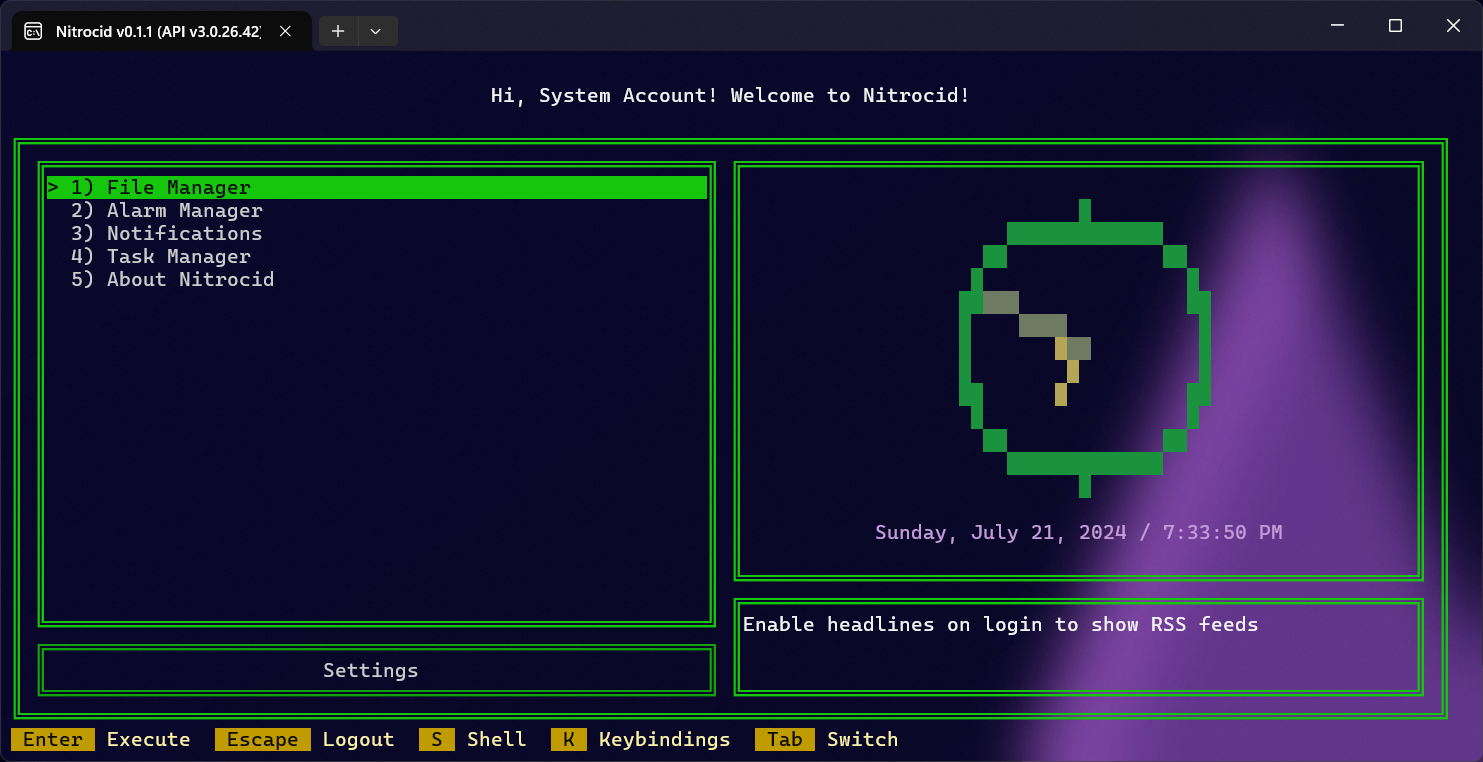 Nitrocid v0.1.1 (API v3.0.26.42)
Hi, System Account! Welcome to Nitrocid!
> 1) File Manager
2) Alarm Manager
3) Notifications
4) Task Manager
5) About Nitrocid
Settings
Sunday, July 21, 2024 / 7:33:50 PM
Enable headlines on login to show RSS feeds
Enter Execute Escape Logout S Shell K Keybindings Tab Switch